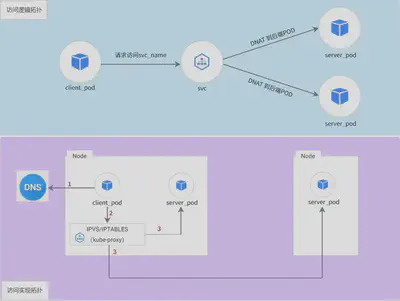 访问逻辑拓扑
DNAT 到后端POD
server_pod
请求访问svc_name
client_pod
svc
DNAT 到后端POD
server_pod
Node
Node
DNS
1
client_pod
server_pod
server_pod
2
IPVS/IPTABLES
(kube-proxy)
3
3
访问实现拓扑